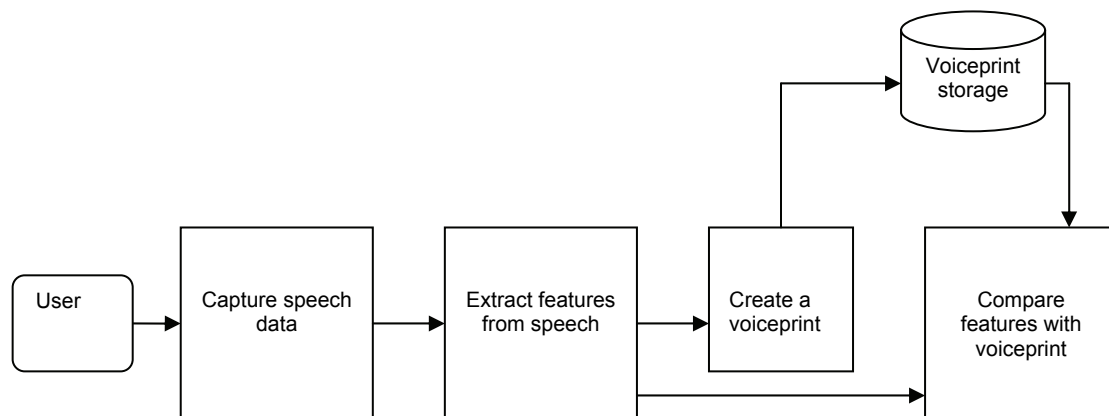 Voiceprint
storage
User
Capture speech
data
Extract features
from speech
Create a
voiceprint
Compare
features with
voiceprint